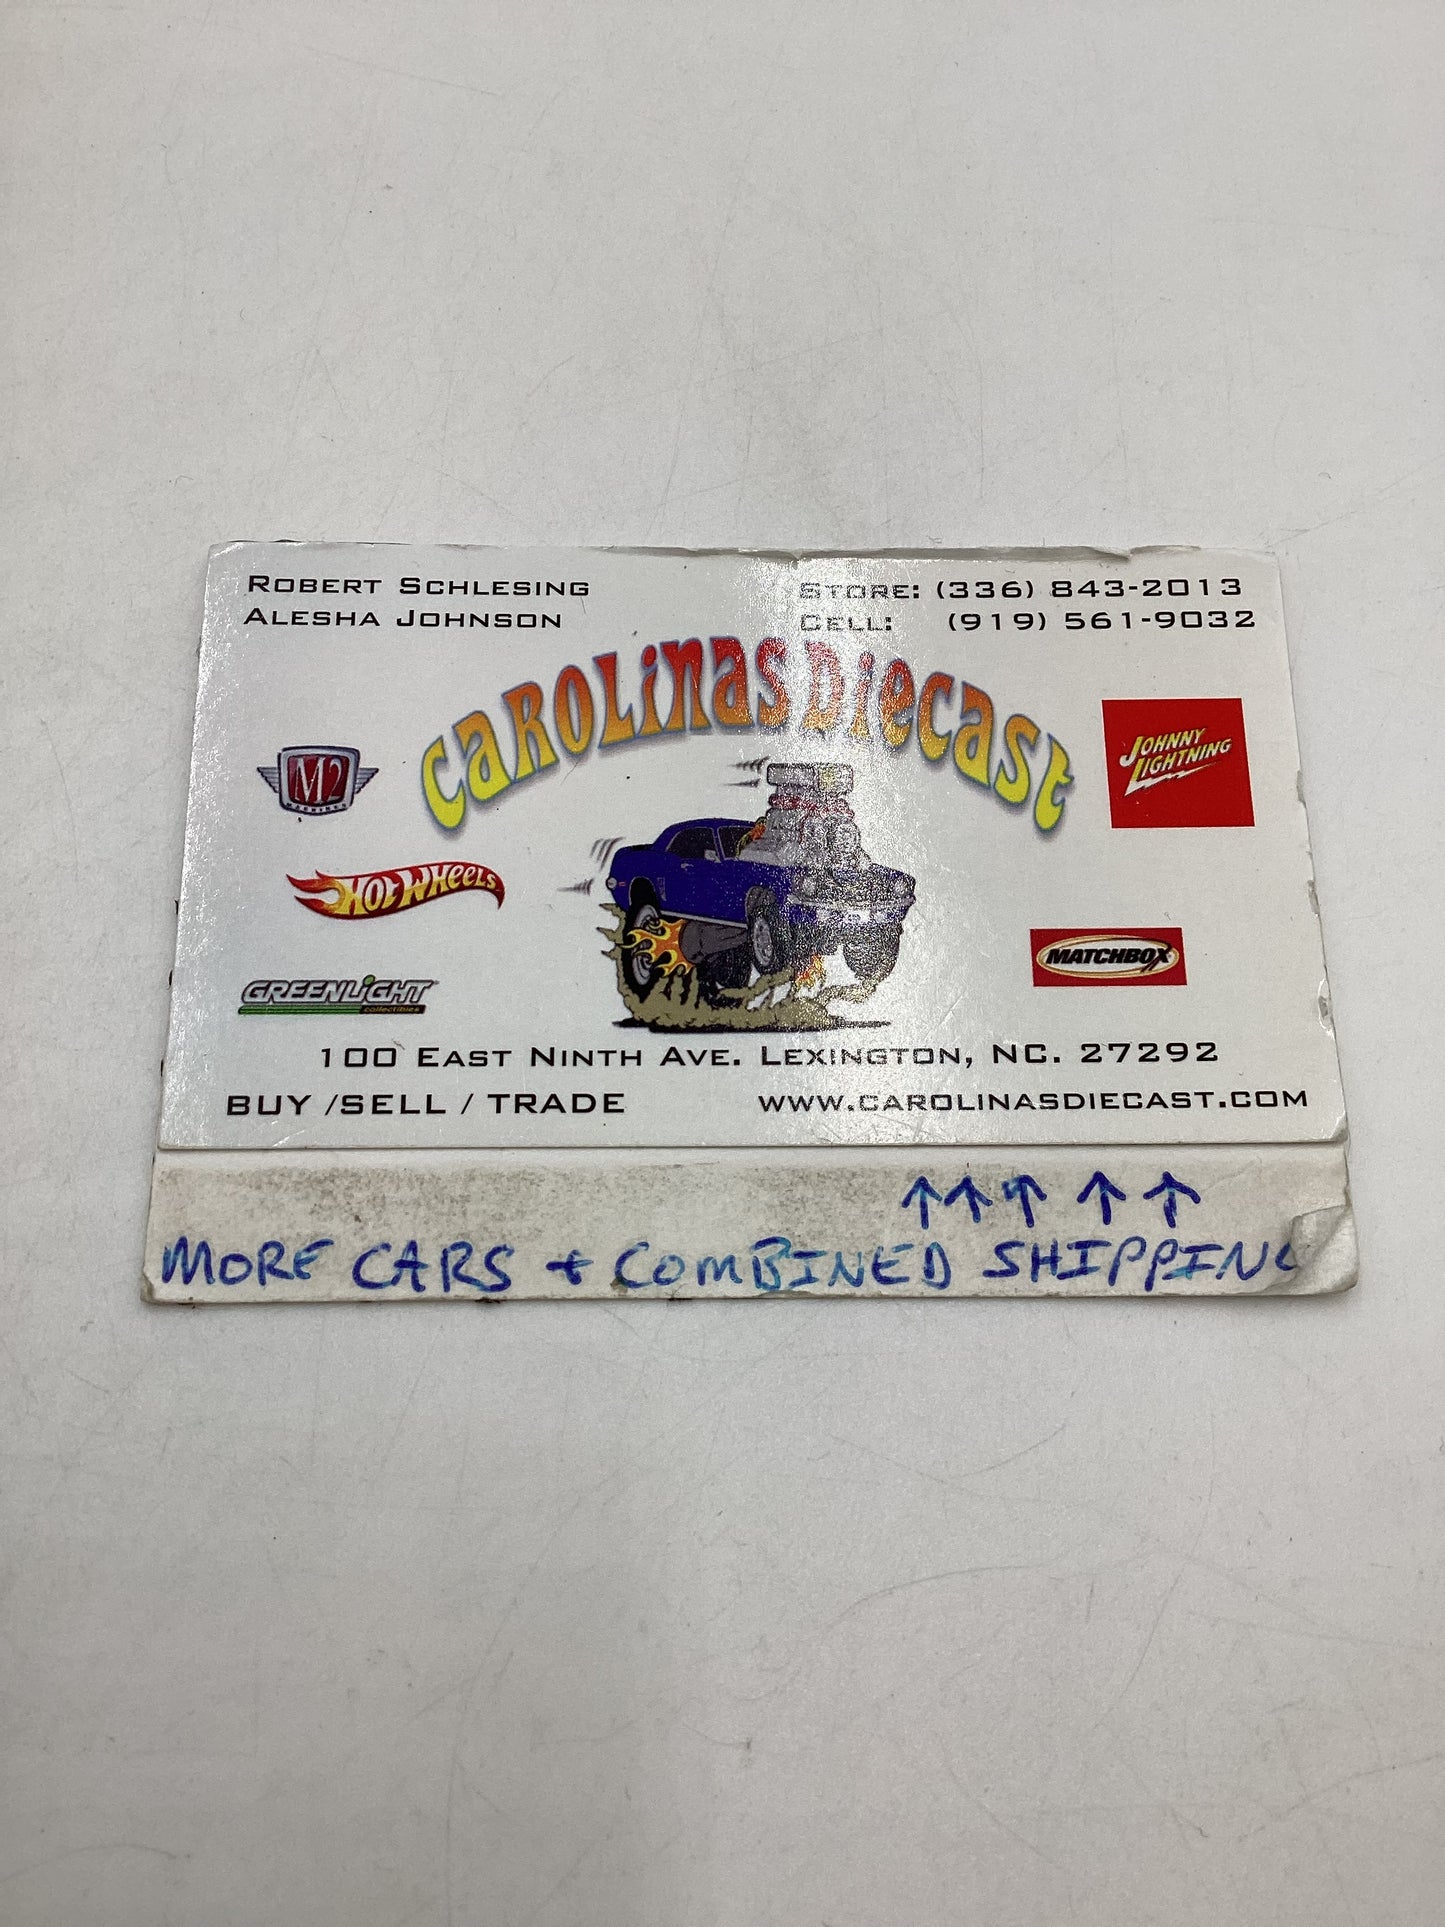 ROBERT SCHLESING
ALESHA JOHNSON
STORE: (336) 843-2013
CELL: (919) 561-9032
CAROLINAS DIECAST
M2
MACHINES
JOHNNY
LIGHTNING
HOT WHEELS
MATCHBOX
GREENLIGHT
collectibles
100 EAST NINTH AVE. LEXINGTON, NC. 27292
BUY /SELL / TRADE
WWW.CAROLINASDIECAST.COM
↑ ↑ ↑ ↑ ↑
MORE CARS + COMBINED SHIPPING